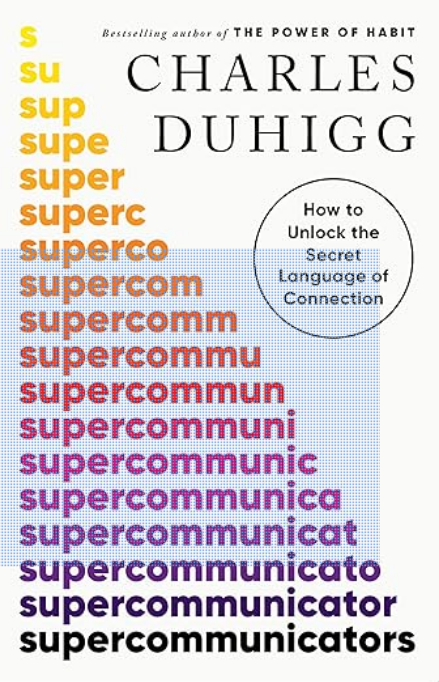 Bestselling author of THE POWER OF HABIT
CHARLES
DUHIGG
How to
Unlock the
Secret
Language of
Connection
s
su
sup
supe
super
superc
superco
supercom
supercomm
supercommu
supercommun
supercommuni
supercommunic
supercommunica
supercommunicat
supercommunicato
supercommunicator
supercommunicators